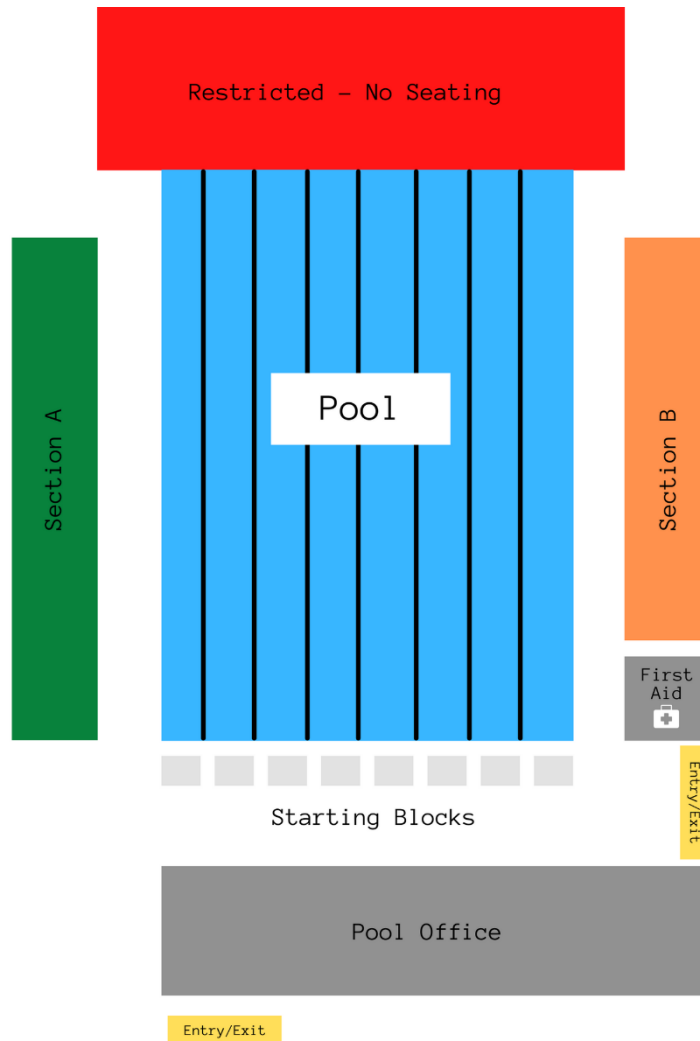 Restricted - No Seating
Pool
Section A
Section B
First
Aid
Entry/Exit
Starting Blocks
Pool Office
Entry/Exit